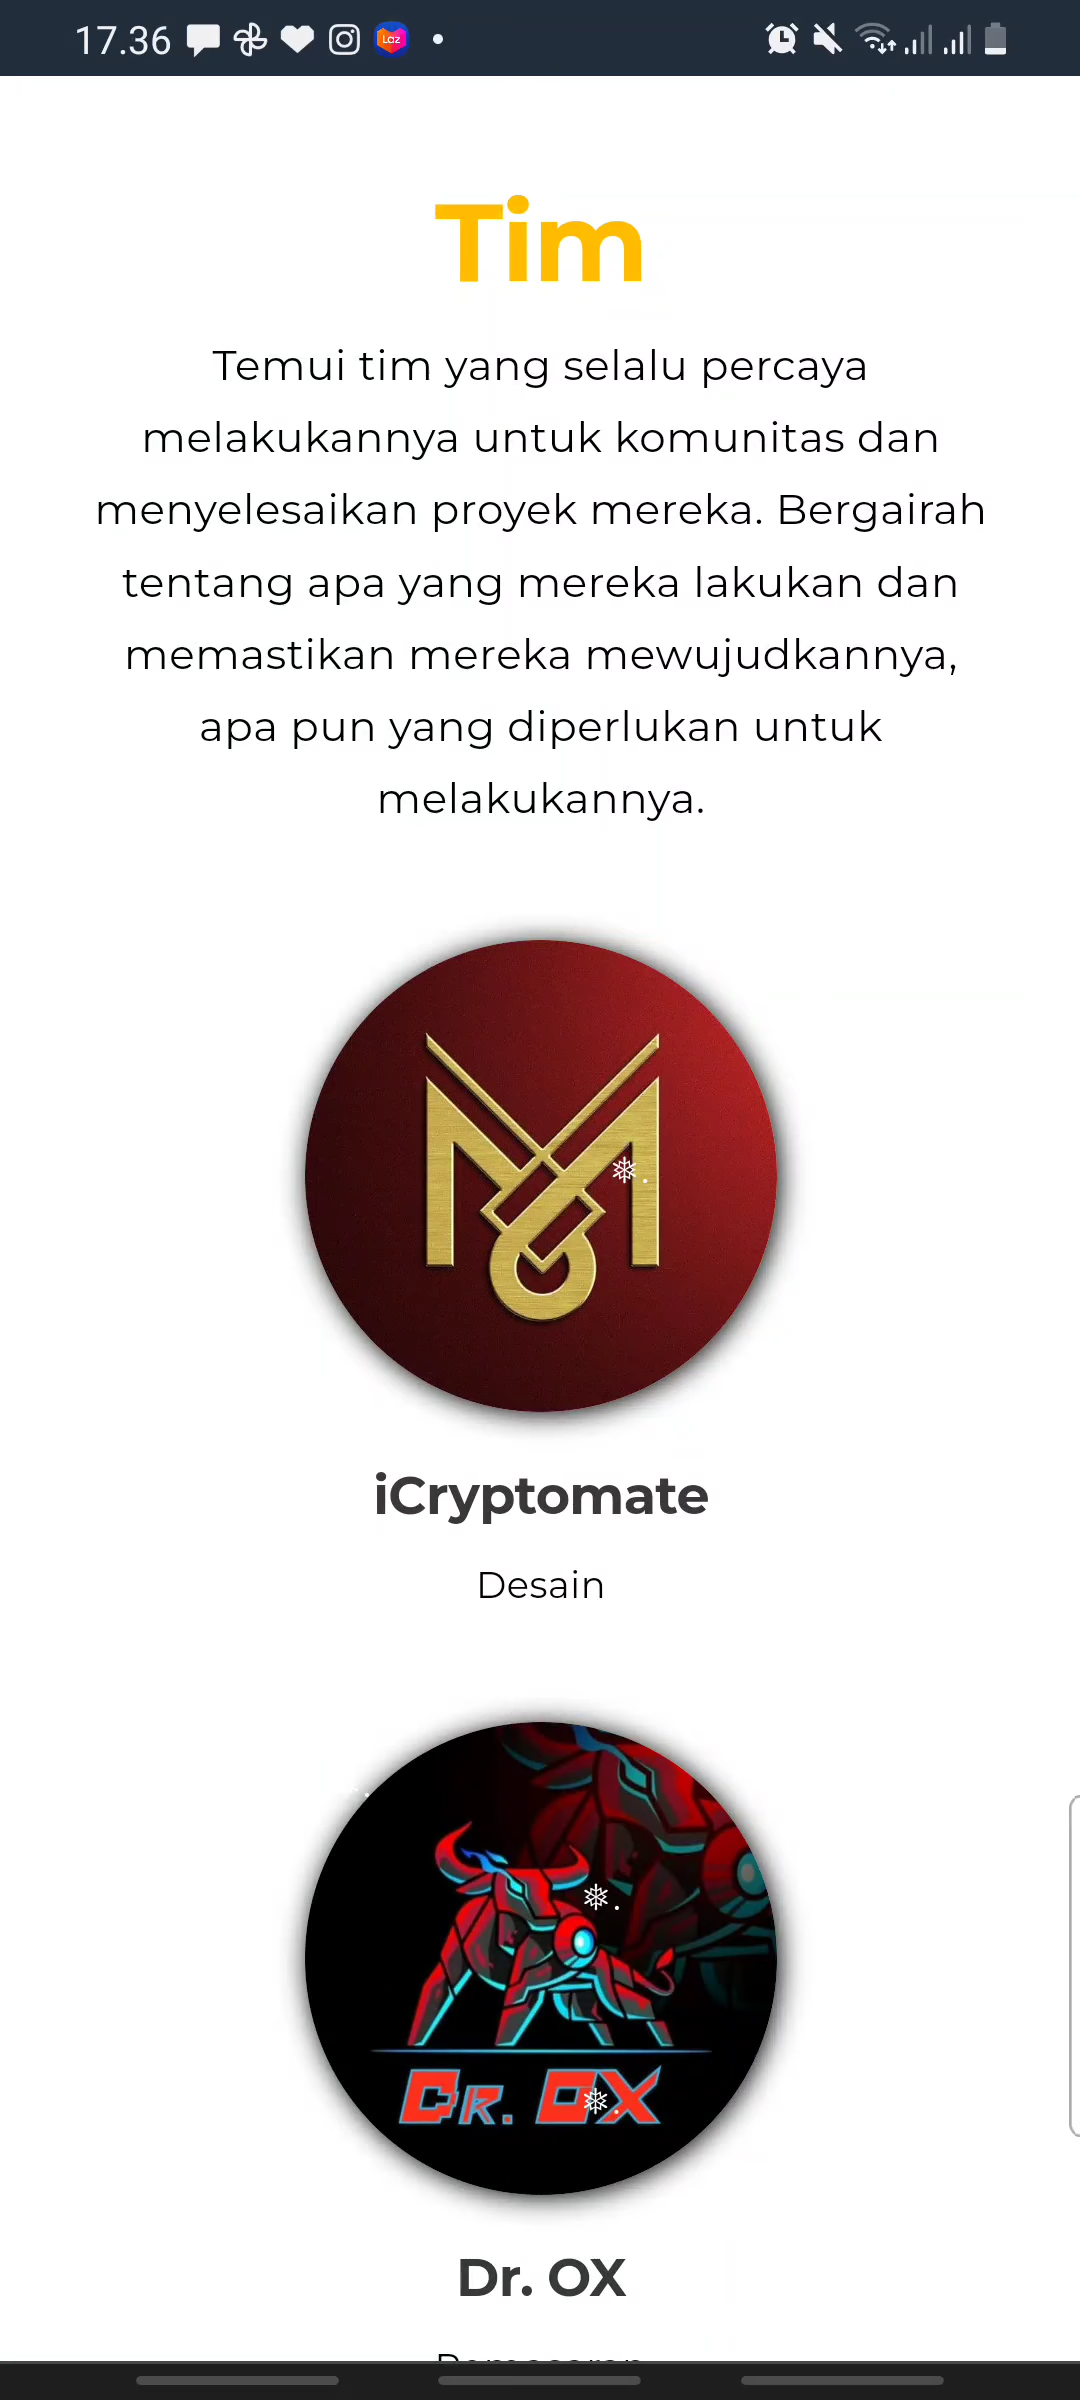 17.36
Laz
Tim
Temui tim yang selalu percaya
melakukannya untuk komunitas dan
menyelesaikan proyek mereka. Bergairah
tentang apa yang mereka lakukan dan
memastikan mereka mewujudkannya,
apa pun yang diperlukan untuk
melakukannya.
iCryptomate
Desain
DR. OX
Dr. OX